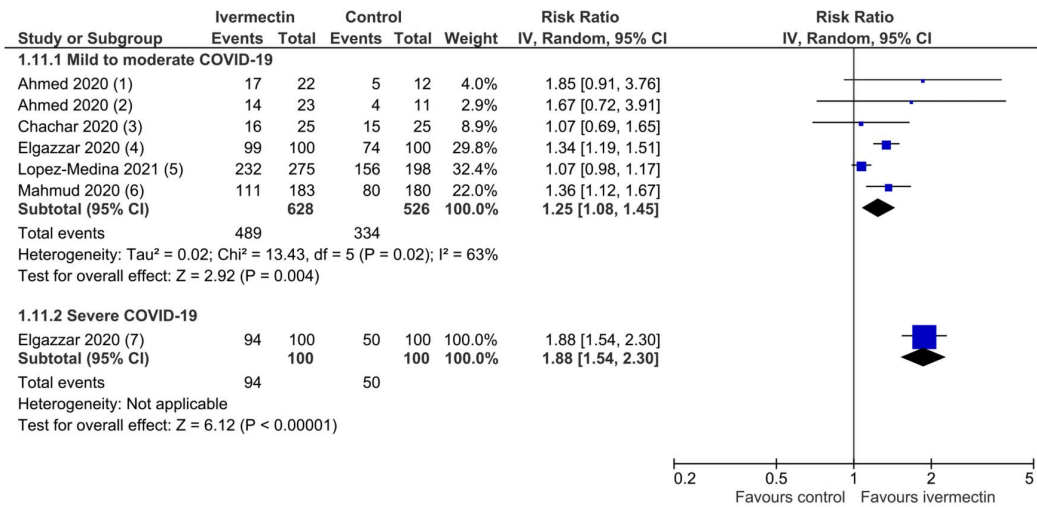 Ivermectin Control Risk Ratio Risk Ratio
Study or Subgroup Events Total Events Total Weight IV, Random, 95% CI IV, Random, 95% CI
1.11.1 Mild to moderate COVID-19
Ahmed 2020 (1) 17 22 5 12 4.0% 1.85 [0.91, 3.76]
Ahmed 2020 (2) 14 23 4 11 2.9% 1.67 [0.72, 3.91]
Chachar 2020 (3) 16 25 15 25 8.9% 1.07 [0.69, 1.65]
Elgazzar 2020 (4) 99 100 74 100 29.8% 1.34 [1.19, 1.51]
Lopez-Medina 2021 (5) 232 275 156 198 32.4% 1.07 [0.98, 1.17]
Mahmud 2020 (6) 111 183 80 180 22.0% 1.36 [1.12, 1.67]
Subtotal (95% CI) 628 526 100.0% 1.25 [1.08, 1.45]
Total events 489 334
Heterogeneity: Tau² = 0.02; Chi² = 13.43, df = 5 (P = 0.02); I² = 63%
Test for overall effect: Z = 2.92 (P = 0.004)
1.11.2 Severe COVID-19
Elgazzar 2020 (7) 94 100 50 100 100.0% 1.88 [1.54, 2.30]
Subtotal (95% CI) 100 100 100.0% 1.88 [1.54, 2.30]
Total events 94 50
Heterogeneity: Not applicable
Test for overall effect: Z = 6.12 (P < 0.00001)
0.2 0.5 1 2 5
Favours control Favours ivermectin